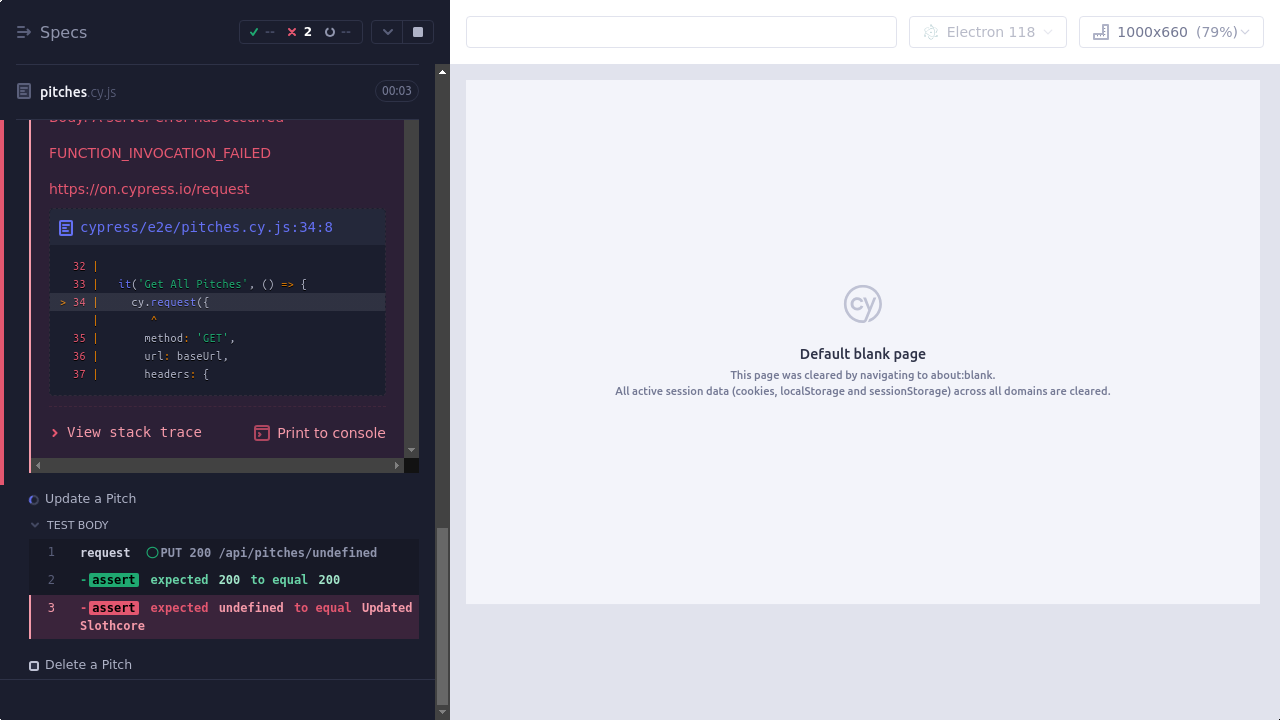 Specs
-- 2 --
Electron 118
1000x660 (79%)
pitches.cy.js
00:03
Body: A server error has occurred
FUNCTION_INVOCATION_FAILED
https://on.cypress.io/request
cypress/e2e/pitches.cy.js:34:8
32 |
33 | it('Get All Pitches', () => {
> 34 | cy.request({
| ^
35 | method: 'GET',
36 | url: baseUrl,
37 | headers: {
View stack trace
Print to console
Update a Pitch
TEST BODY
1 request PUT 200 /api/pitches/undefined
2 -assert expected 200 to equal 200
3 -assert expected undefined to equal Updated
Slothcore
Delete a Pitch
cy
Default blank page
This page was cleared by navigating to about:blank.
All active session data (cookies, localStorage and sessionStorage) across all domains are cleared.